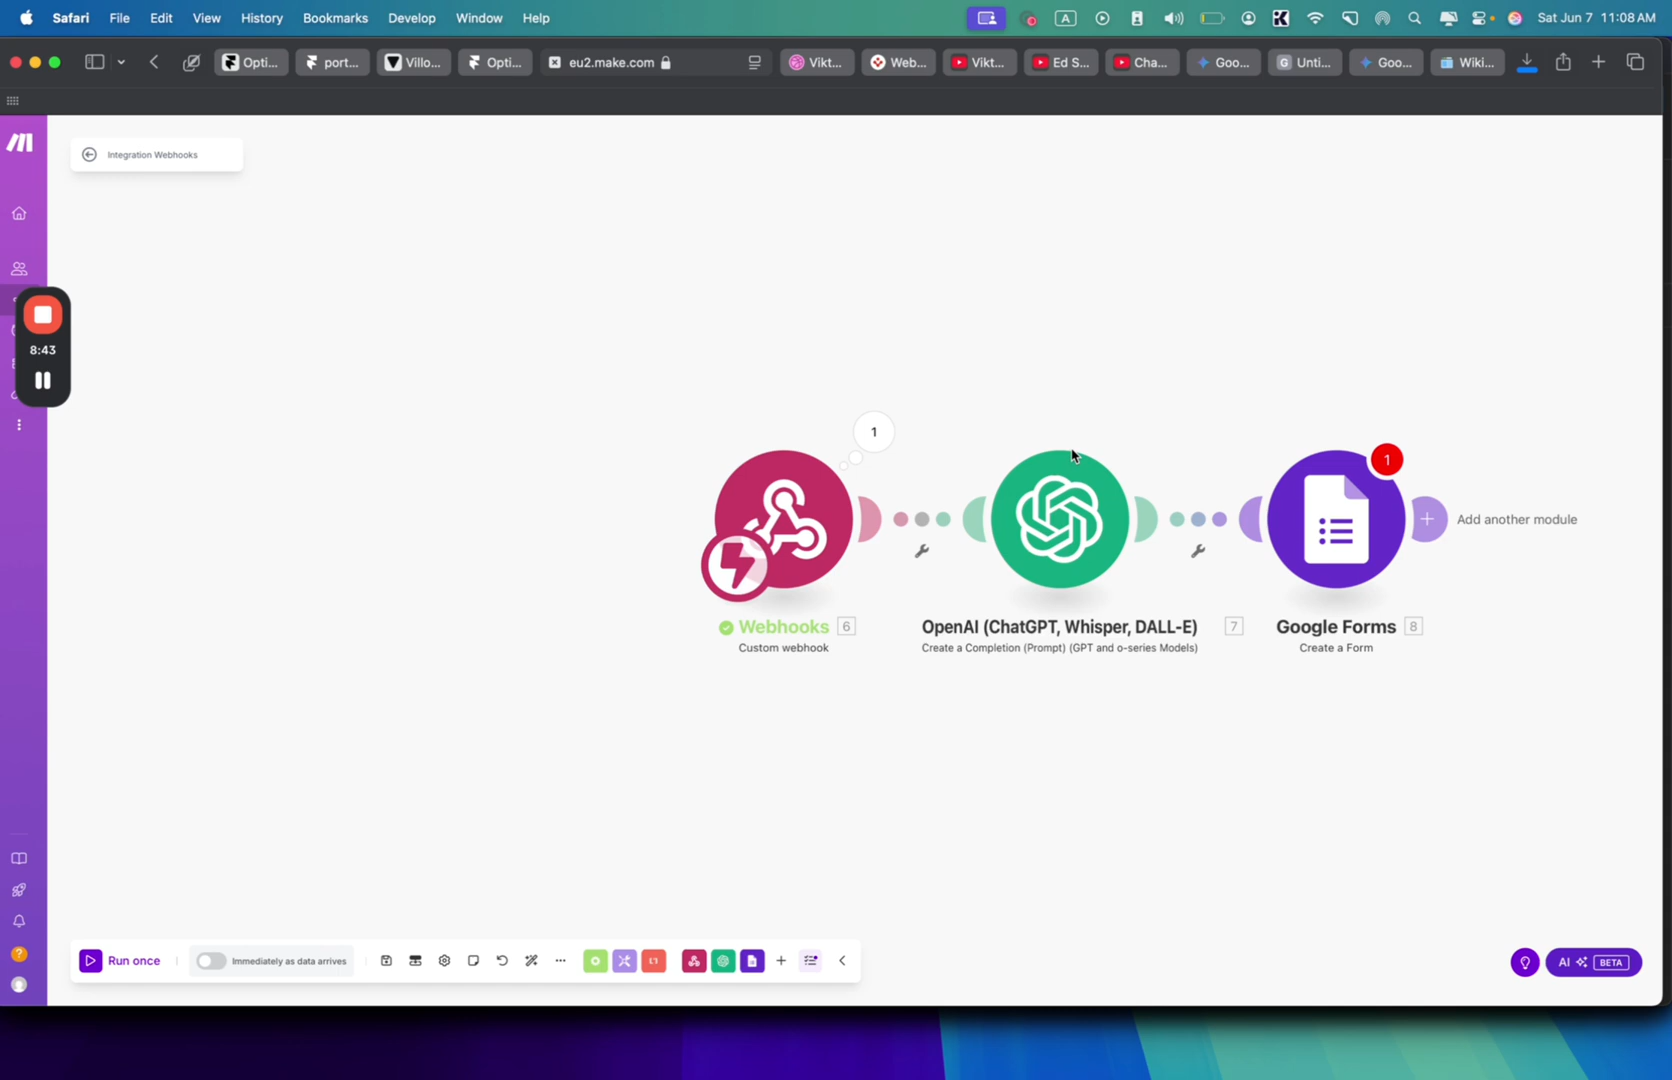 Safari File Edit View History Bookmarks Develop Window Help A Sat Jun 7 11:08 AM
Opti... port... Villo... Opti... eu2.make.com Vikt... Web... Vikt... Ed S... Cha... Goo... G Unti... Goo... Wiki...
Integration Webhooks
8:43
1
1
Add another module
Webhooks 6
Custom webhook
OpenAI (ChatGPT, Whisper, DALL-E) 7
Create a Completion (Prompt) (GPT and o-series Models)
Google Forms 8
Create a Form
?
Run once
Immediately as data arrives
AI BETA